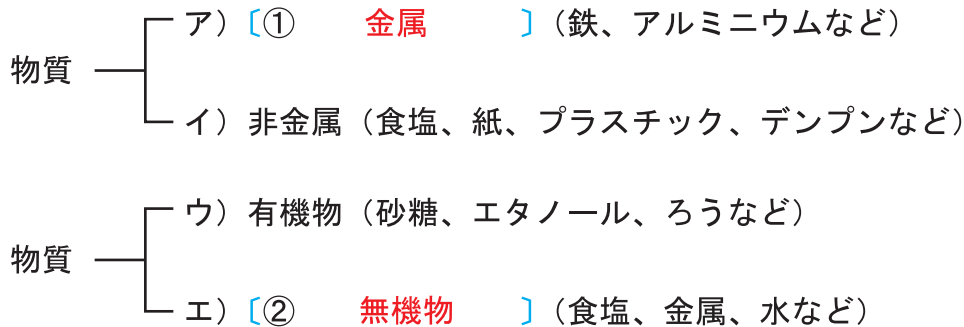 ア）〔① 金属 〕（鉄、アルミニウムなど）
物質
イ）非金属（食塩、紙、プラスチック、デンプンなど）
ウ）有機物（砂糖、エタノール、ろうなど）
物質
エ）〔② 無機物 〕（食塩、金属、水など）